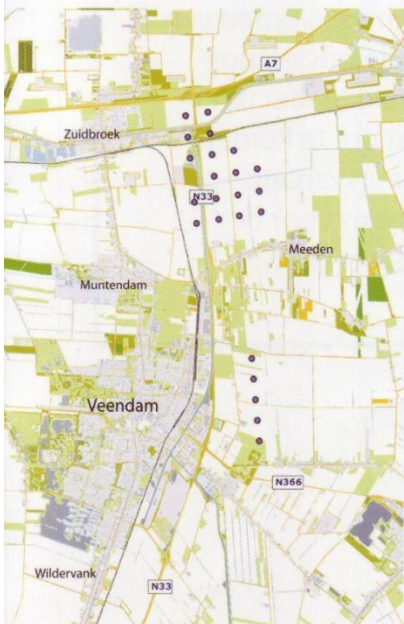 A7
Zuidbroek
N33
Meeden
Muntendam
Veendam
N366
Wildervank
N33